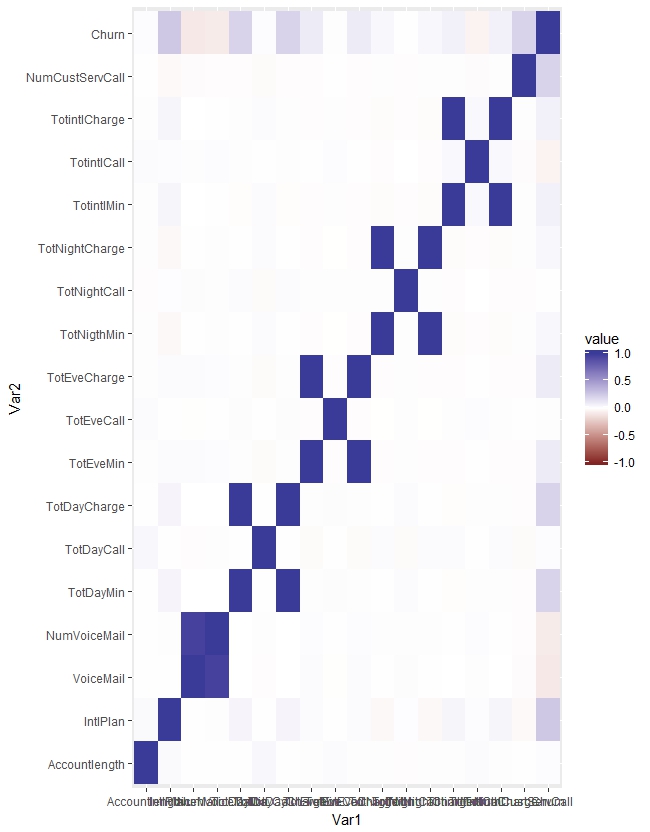 Churn
NumCustServCall
TotintlCharge
TotintlCall
TotintlMin
TotNightCharge
TotNightCall
TotNigthMin
TotEveCharge
TotEveCall
TotEveMin
TotDayCharge
TotDayCall
TotDayMin
NumVoiceMail
VoiceMail
IntlPlan
Accountlength
Var2
value
1.0
0.5
0.0
-0.5
-1.0
Var1